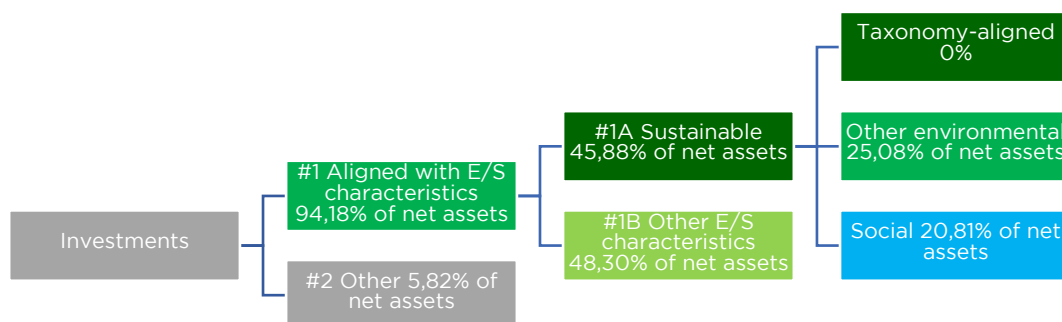 Investments
#1 Aligned with E/S
characteristics
94,18% of net assets
#2 Other 5,82% of
net assets
#1A Sustainable
45,88% of net assets
#1B Other E/S
characteristics
48,30% of net assets
Taxonomy-aligned
0%
Other environmental
25,08% of net assets
Social 20,81% of net
assets